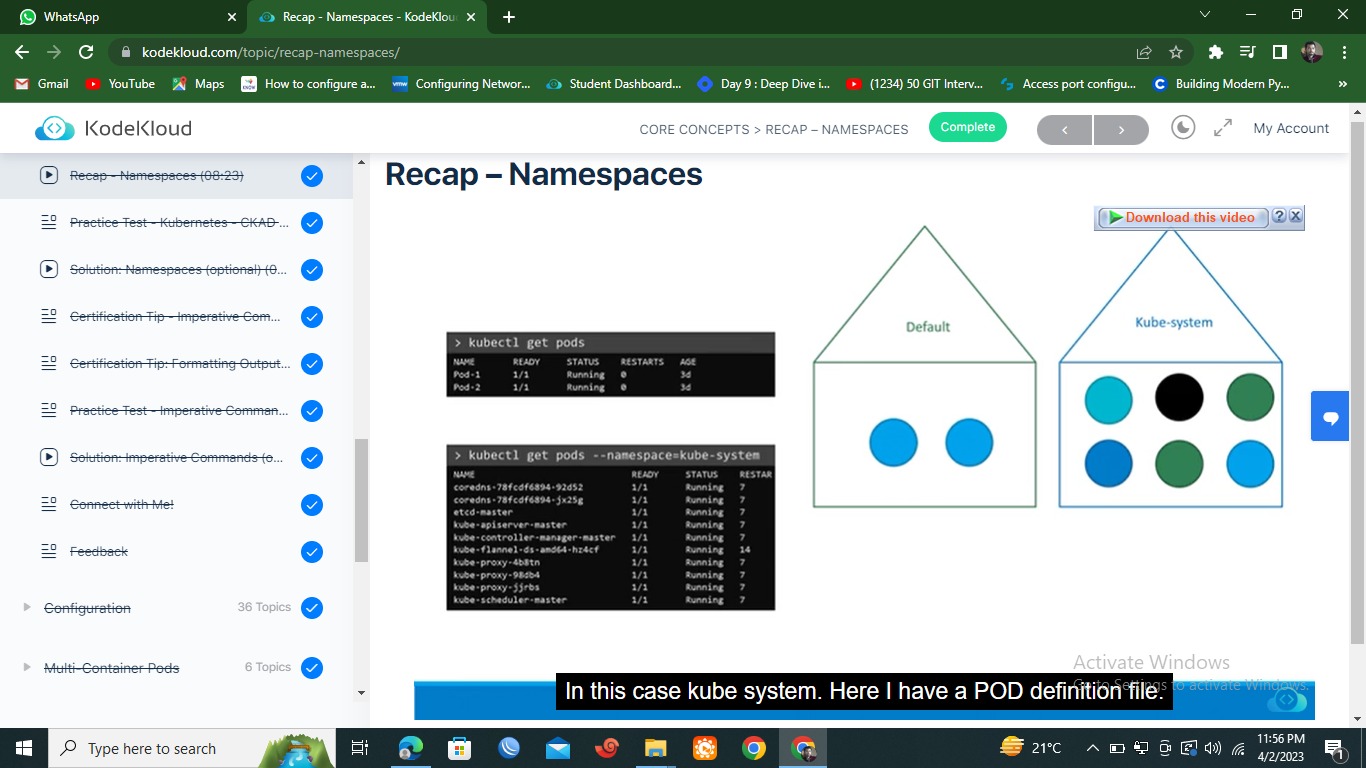 WhatsApp
Recap - Namespaces - KodeKlou
kodekloud.com/topic/recap-namespaces/
Gmail
YouTube
Maps
How to configure a...
Configuring Networ...
Student Dashboard...
Day 9 : Deep Dive i...
(1234) 50 GIT Interv...
Access port configu...
Building Modern Py...
»
KodeKloud
CORE CONCEPTS > RECAP – NAMESPACES
Complete
My Account
Recap - Namespaces (08:23)
Practice Test - Kubernetes - CKAD ...
Solution: Namespaces (optional) (0...
Certification Tip - Imperative Com...
Certification Tip: Formatting Output...
Practice Test - Imperative Comman...
Solution: Imperative Commands (o...
Connect with Me!
Feedback
Configuration 36 Topics
Multi-Container Pods 6 Topics
Recap – Namespaces
Download this video
> kubectl get pods
NAME READY STATUS RESTARTS AGE
Pod-1 1/1 Running 0 3d
Pod-2 1/1 Running 0 3d
> kubectl get pods --namespace=kube-system
NAME READY STATUS RESTAR
coredns-78fcdf6894-92d52 1/1 Running 7
coredns-78fcdf6894-jx25g 1/1 Running 7
etcd-master 1/1 Running 7
kube-apiserver-master 1/1 Running 7
kube-controller-manager-master 1/1 Running 7
kube-flannel-ds-amd64-hz4cf 1/1 Running 14
kube-proxy-4b8tn 1/1 Running 7
kube-proxy-98db4 1/1 Running 7
kube-proxy-jjrbs 1/1 Running 7
kube-scheduler-master 1/1 Running 7
Default
Kube-system
Activate Windows
Go to Settings to activate Windows.
In this case kube system. Here I have a POD definition file.
Type here to search
21°C
11:56 PM
4/2/2023
1